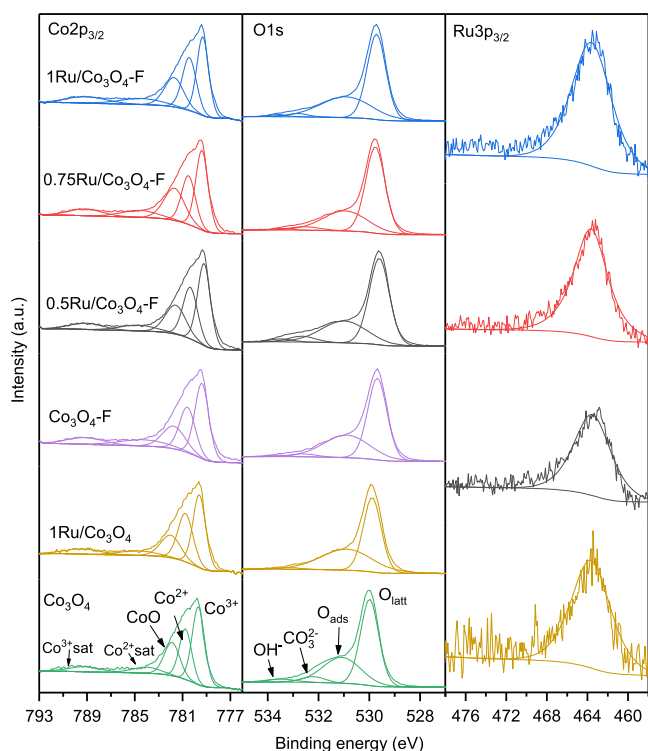 Co2p3/2
O1s
Ru3p3/2
1Ru/Co3O4-F
0.75Ru/Co3O4-F
0.5Ru/Co3O4-F
Co3O4-F
1Ru/Co3O4
Co3O4
Co3+sat
Co2+sat
CoO
Co2+
Co3+
OH-
CO32-
Oads
Olatt
Intensity (a.u.)
793 789 785 781 777
534 532 530 528
476 472 468 464 460
Binding energy (eV)